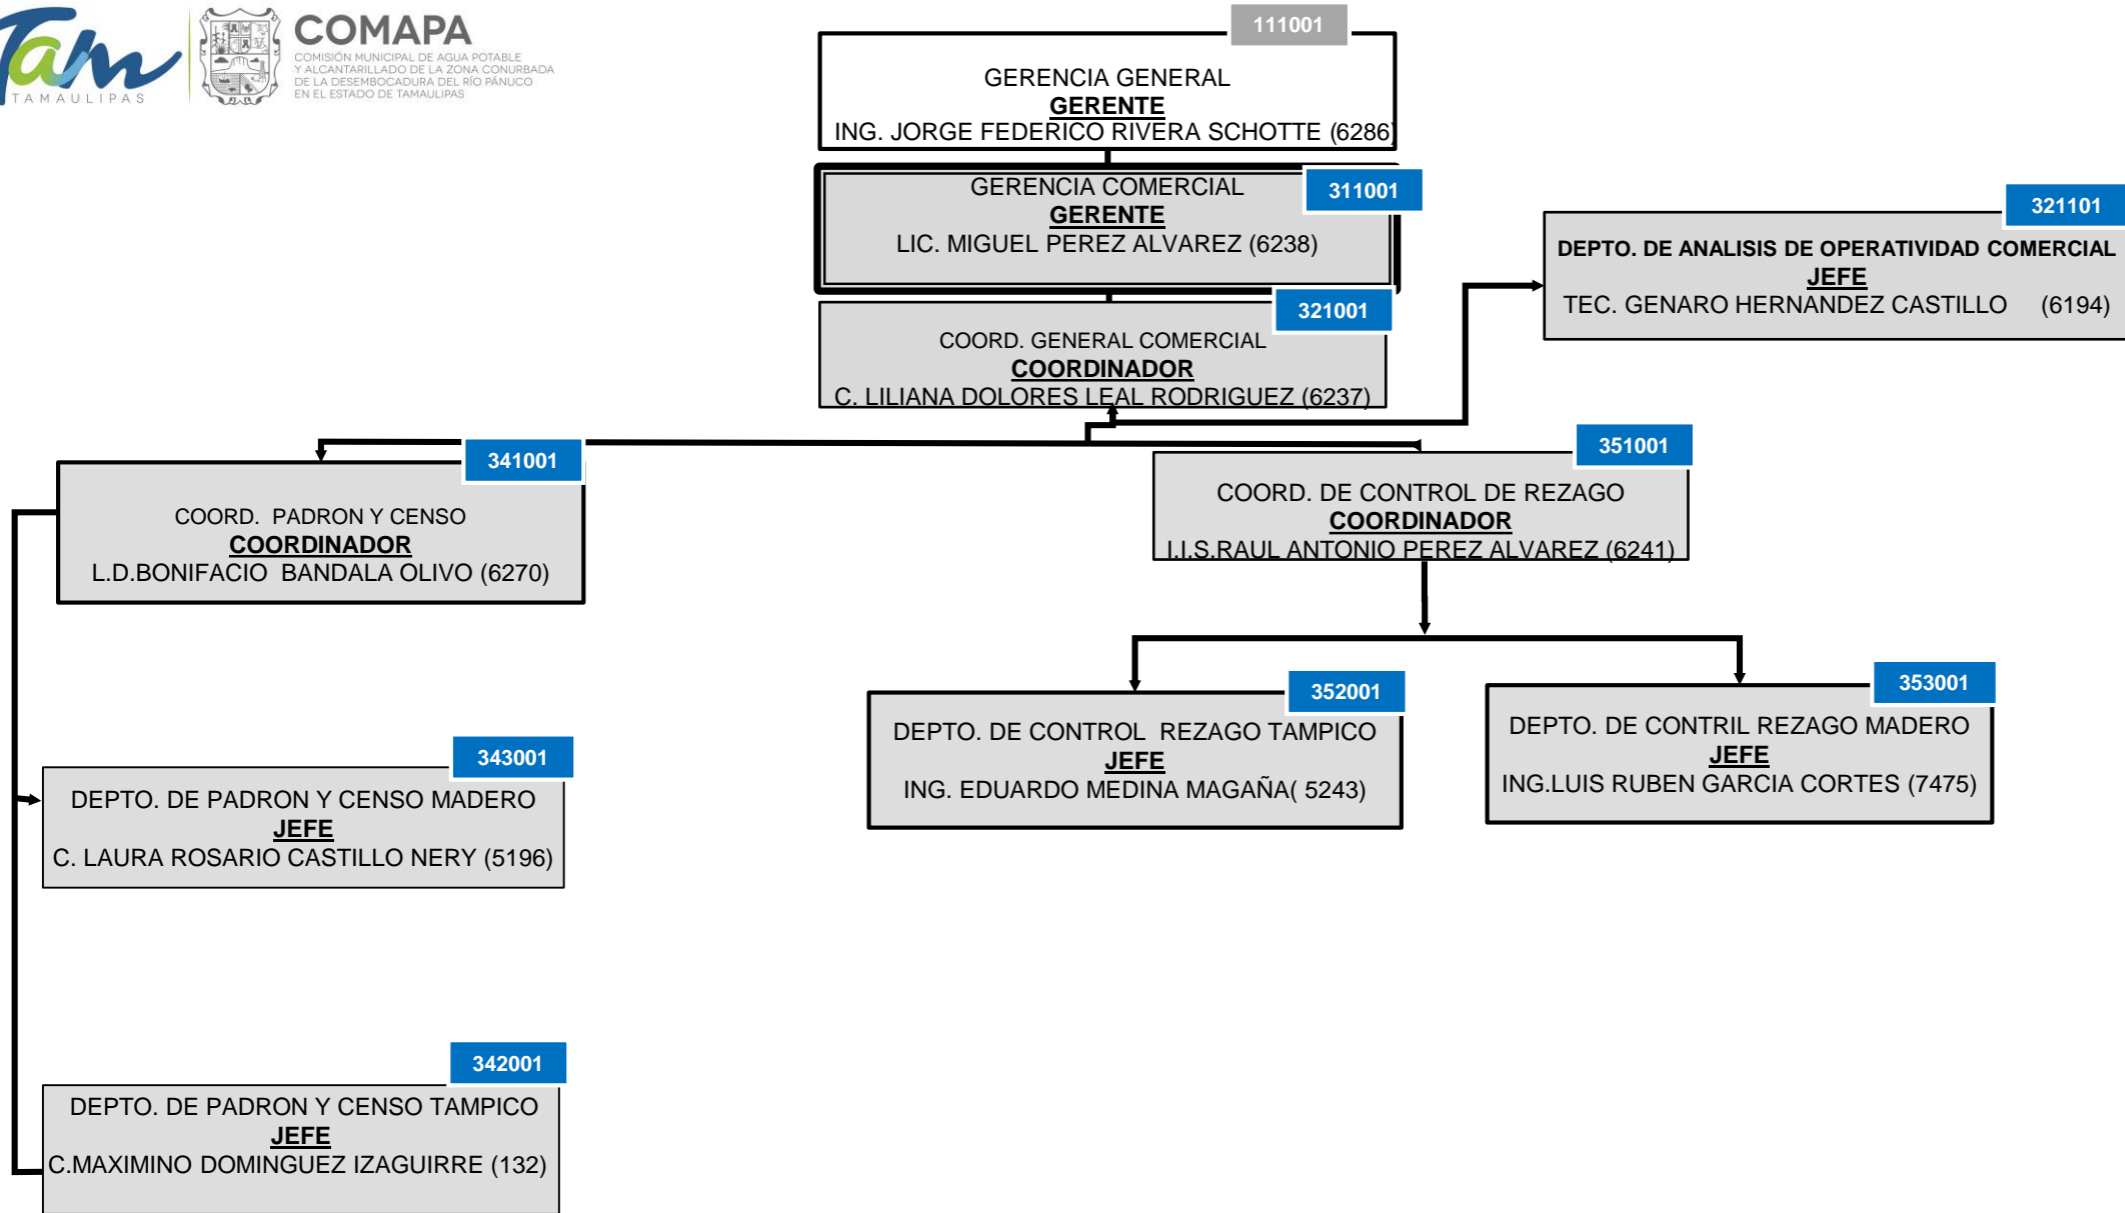 Tam
TAMAULIPAS
COMAPA
COMISIÓN MUNICIPAL DE AGUA POTABLE
Y ALCANTARILLADO DE LA ZONA CONURBADA
DE LA DESEMBOCADURA DEL RÍO PÁNUCO
EN EL ESTADO DE TAMAULIPAS
111001
GERENCIA GENERAL
GERENTE
ING. JORGE FEDERICO RIVERA SCHOTTE (6286)
311001
GERENCIA COMERCIAL
GERENTE
LIC. MIGUEL PEREZ ALVAREZ (6238)
321101
DEPTO. DE ANALISIS DE OPERATIVIDAD COMERCIAL
JEFE
TEC. GENARO HERNANDEZ CASTILLO (6194)
321001
COORD. GENERAL COMERCIAL
COORDINADOR
C. LILIANA DOLORES LEAL RODRIGUEZ (6237)
341001
COORD. PADRON Y CENSO
COORDINADOR
L.D.BONIFACIO BANDALA OLIVO (6270)
351001
COORD. DE CONTROL DE REZAGO
COORDINADOR
I.I.S.RAUL ANTONIO PEREZ ALVAREZ (6241)
352001
DEPTO. DE CONTROL REZAGO TAMPICO
JEFE
ING. EDUARDO MEDINA MAGAÑA( 5243)
353001
DEPTO. DE CONTRIL REZAGO MADERO
JEFE
ING.LUIS RUBEN GARCIA CORTES (7475)
343001
DEPTO. DE PADRON Y CENSO MADERO
JEFE
C. LAURA ROSARIO CASTILLO NERY (5196)
342001
DEPTO. DE PADRON Y CENSO TAMPICO
JEFE
C.MAXIMINO DOMINGUEZ IZAGUIRRE (132)